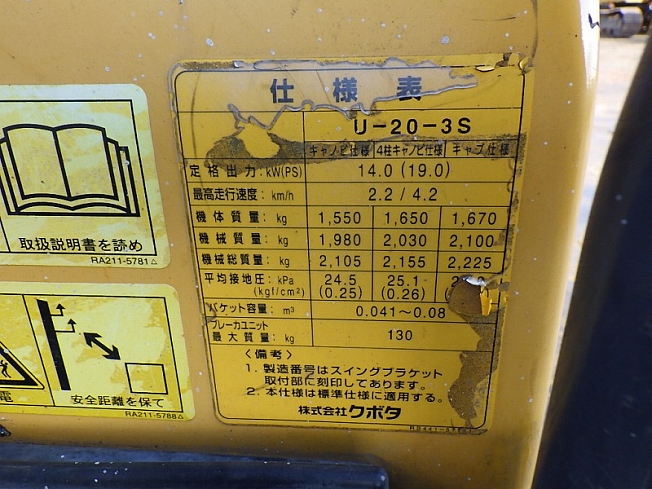 仕様表
U-20-3S
キャノピ仕様 4柱キャノピ仕様 キャブ仕様
定格出力:kW(PS) 14.0(19.0)
最高走行速度:km/h 2.2/4.2
機体質量:kg 1,550 1,650 1,670
機械質量:kg 1,980 2,030 2,100
機械総質量:kg 2,105 2,155 2,225
平均接地圧:kPa 24.5 25.1
(kgf/cm²) (0.25) (0.26)
バケット容量:m³ 0.041〜0.08
ブレーカユニット
最大質量:kg 130
〈備考〉
1. 製造番号はスイングブラケット
取付部に刻印してあります。
2. 本仕様は標準仕様に適用する。
株式会社クボタ
取扱説明書を読め
RA211-5781
電
安全距離を保て
RA211-5788